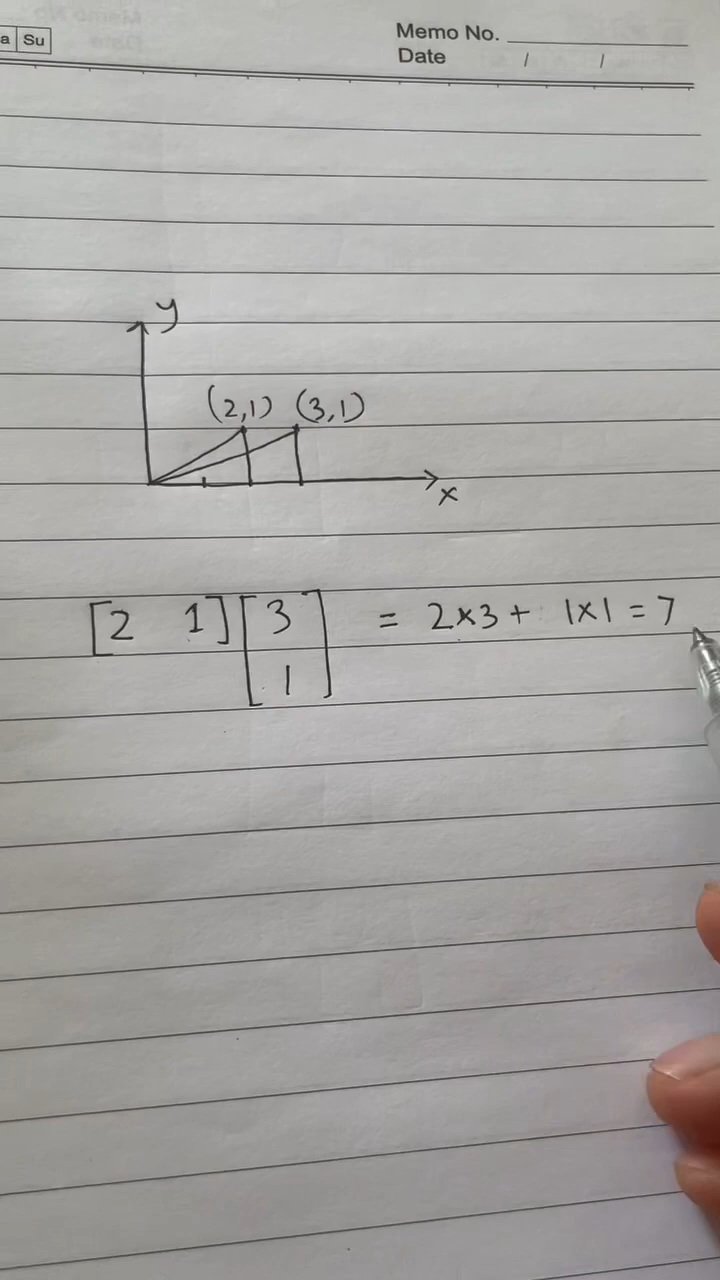 Memo No.
a Su
Date / /
y
(2,1) (3,1)
x
[2 1][3
1] = 2×3 + 1×1 = 7